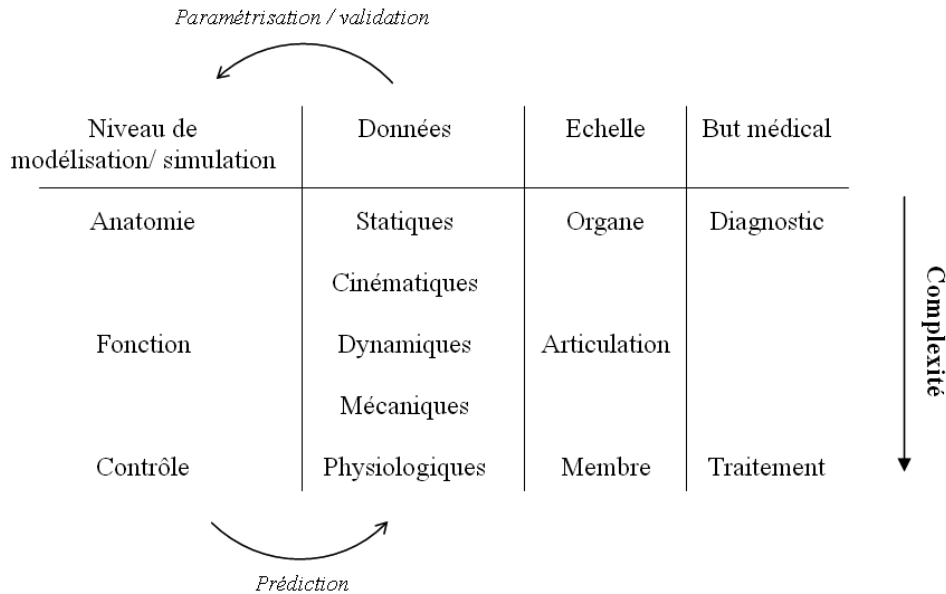 Paramétrisation / validation
Niveau de modélisation/ simulation
Données
Echelle
But médical
Anatomie
Statiques
Organe
Diagnostic
Cinématiques
Fonction
Dynamiques
Articulation
Mécaniques
Contrôle
Physiologiques
Membre
Traitement
Complexité
Prédiction